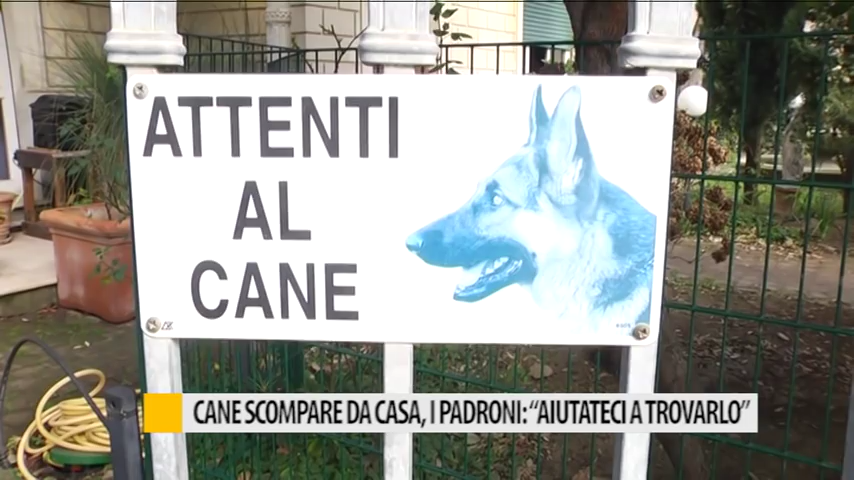 ATTENTI
AL
CANE
CANE SCOMPARE DA CASA, I PADRONI: “AIUTATECI A TROVARLO”